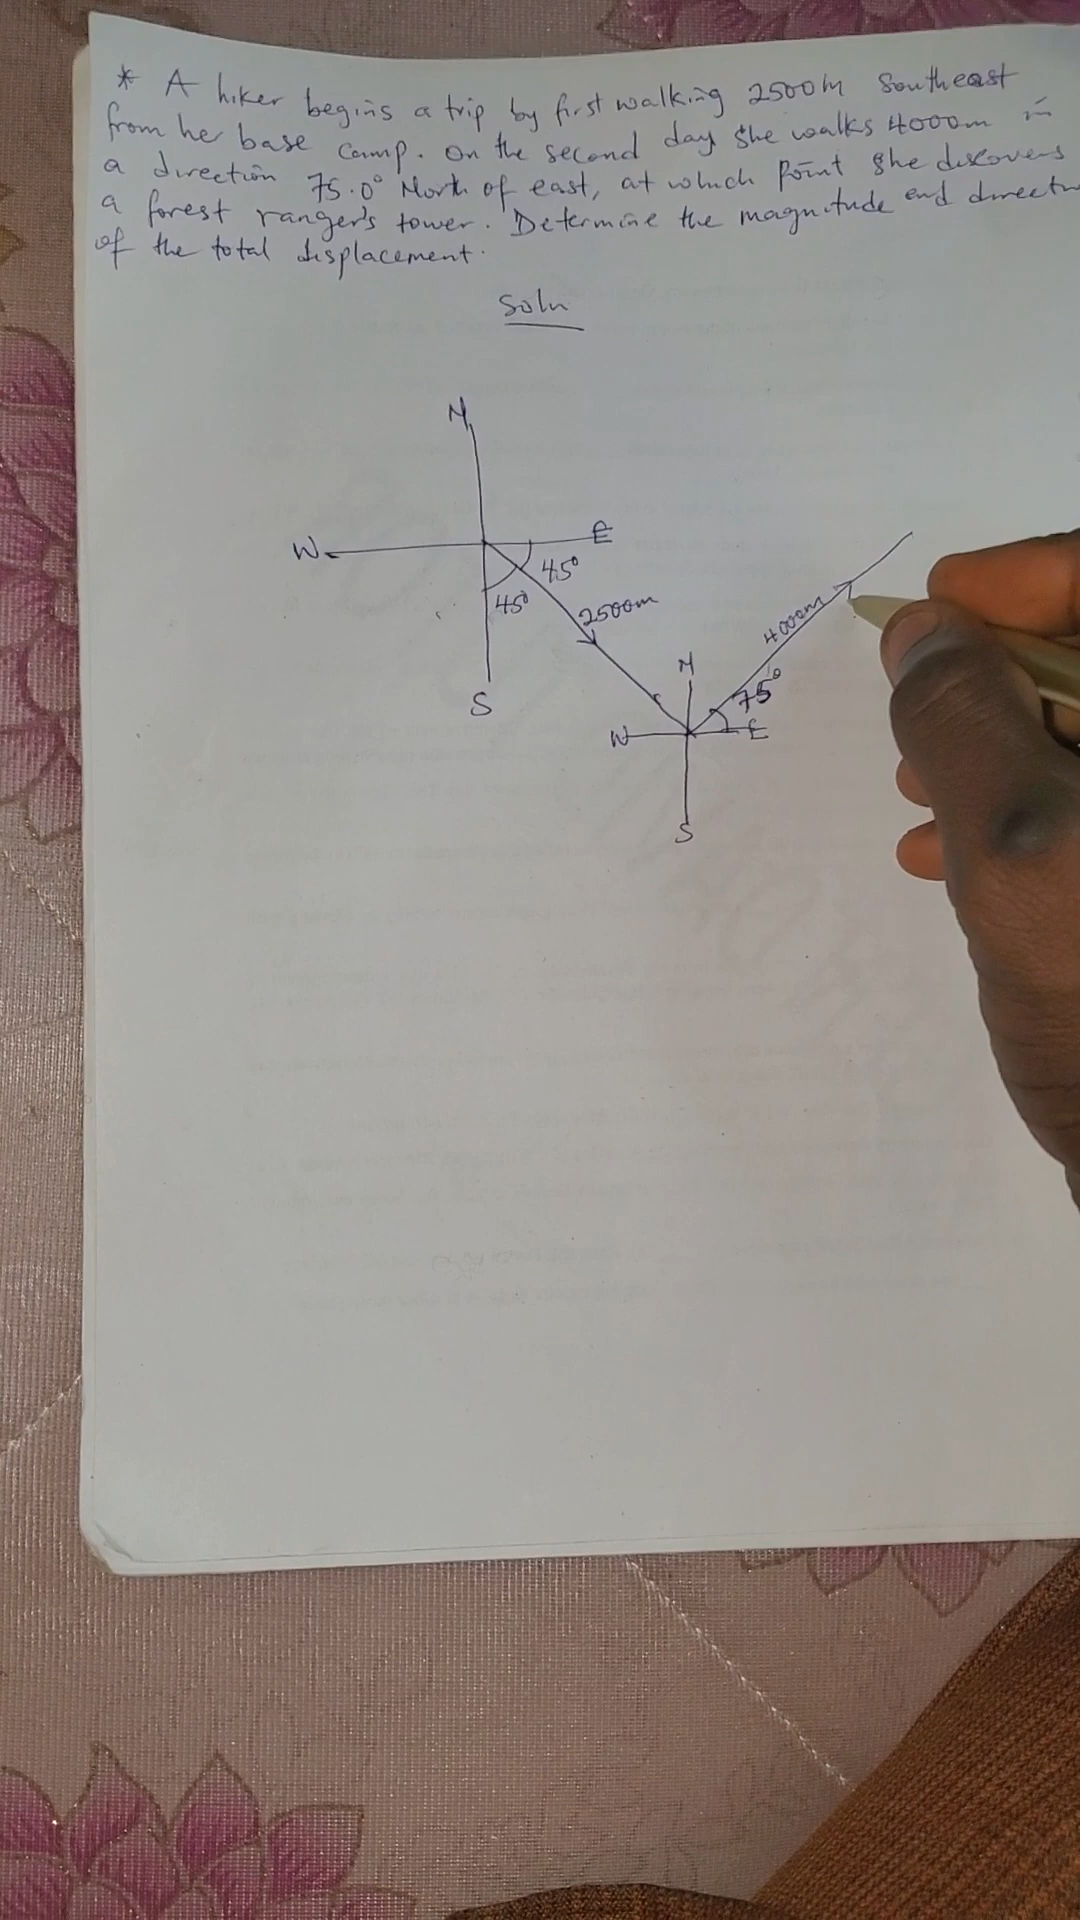 * A hiker begins a trip by first walking 2500m Southeast
from her base camp. On the second day she walks 4000m in
a direction 75.0° North of east, at which point she discovers
a forest ranger's tower. Determine the magnitude and directi
of the total displacement.
Soln
N
W
E
45°
45°
2500m
S
4000m
N
75°
W
E
S